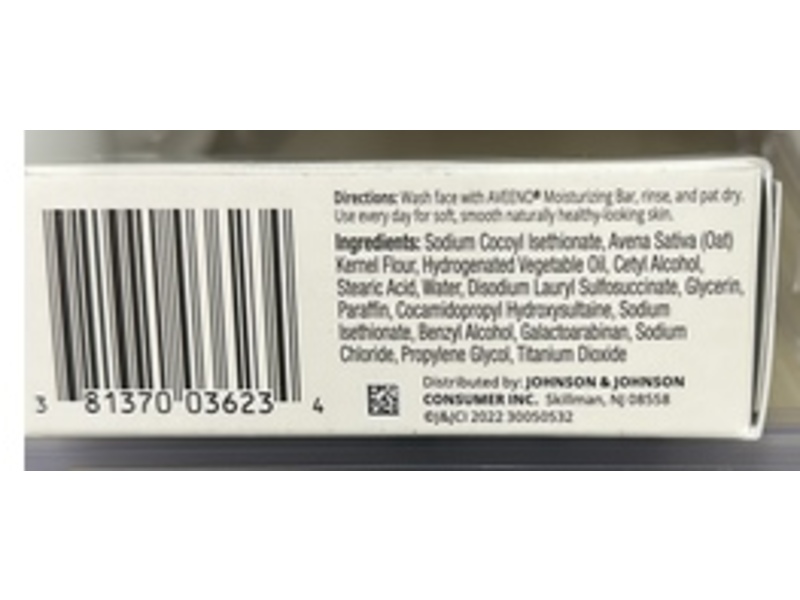 Directions: Wash face with AVEENO® Moisturizing Bar, rinse, and pat dry.
Use every day for soft, smooth naturally healthy-looking skin.
Ingredients: Sodium Cocoyl Isethionate, Avena Sativa (Oat)
Kernel Flour, Hydrogenated Vegetable Oil, Cetyl Alcohol,
Stearic Acid, Water, Disodium Lauryl Sulfosuccinate, Glycerin,
Paraffin, Cocamidopropyl Hydroxysultaine, Sodium
Isethionate, Benzyl Alcohol, Galactoarabinan, Sodium
Chloride, Propylene Glycol, Titanium Dioxide
Distributed by: JOHNSON & JOHNSON
CONSUMER INC. Skillman, NJ 08558
©J&JCI 2022 30050532
3 81370 03623 4